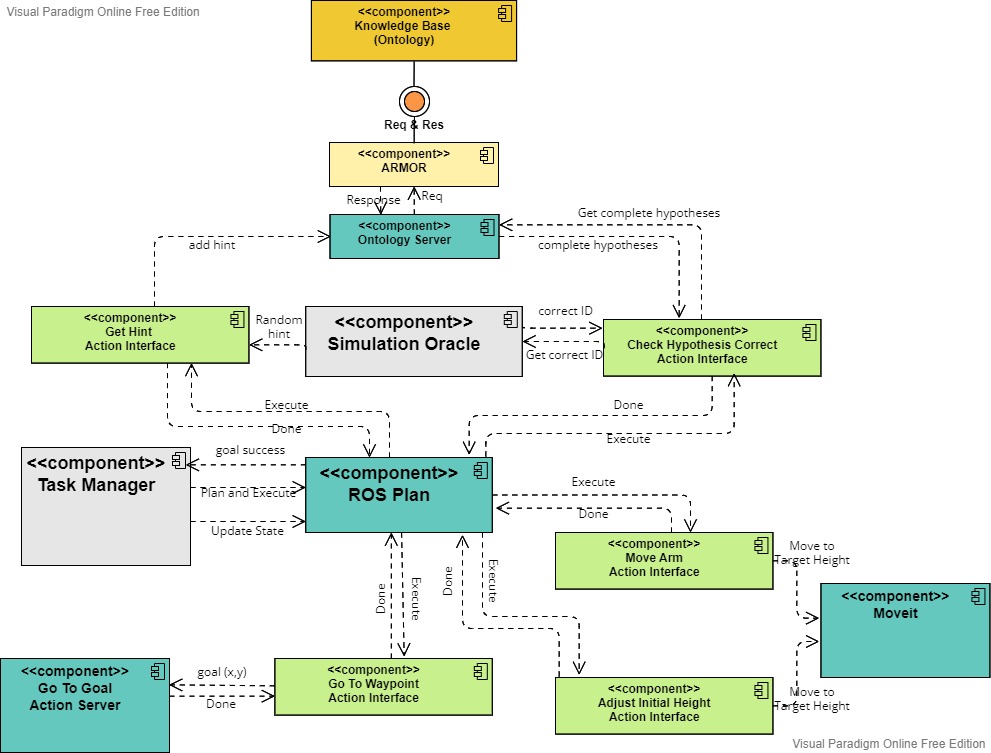 Visual Paradigm Online Free Edition
<<component>>
Knowledge Base
(Ontology)
Req & Res
<<component>>
ARMOR
Response
Req
<<component>>
Ontology Server
Get complete hypotheses
complete hypotheses
add hint
<<component>>
Get Hint
Action Interface
Random
hint
<<component>>
Simulation Oracle
correct ID
Get correct ID
<<component>>
Check Hypothesis Correct
Action Interface
Execute
Done
Done
Execute
<<component>>
Task Manager
goal success
Plan and Execute
Update State
<<component>>
ROS Plan
Execute
Done
<<component>>
Move Arm
Action Interface
Move to
Target Height
<<component>>
Moveit
Done
Execute
Done
Execute
<<component>>
Go To Goal
Action Server
goal (x,y)
Done
<<component>>
Go To Waypoint
Action Interface
<<component>>
Adjust Initial Height
Action Interface
Move to
Target Height
Visual Paradigm Online Free Edition